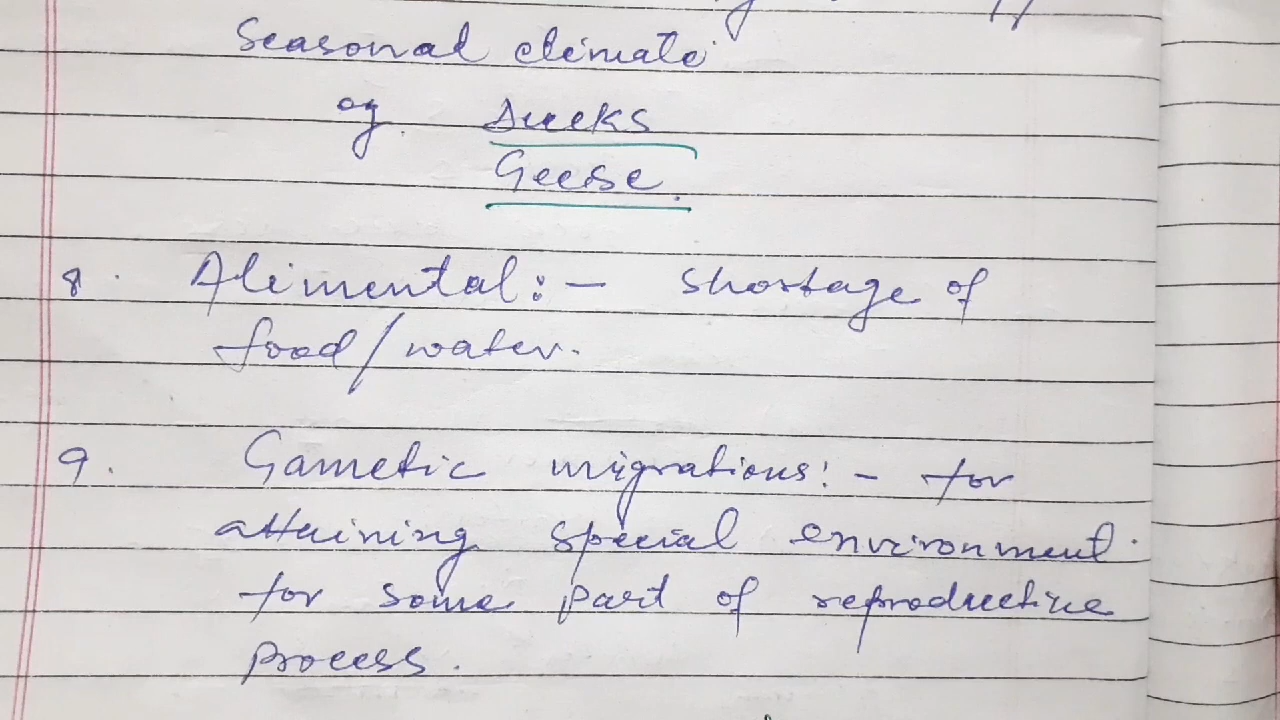 Seasonal climate
eg. Ducks
Geese.
8. Alimental :- Shortage of
food/water.
9. Gametic migrations :- for
attaining special environment
for some part of reproductive
process.